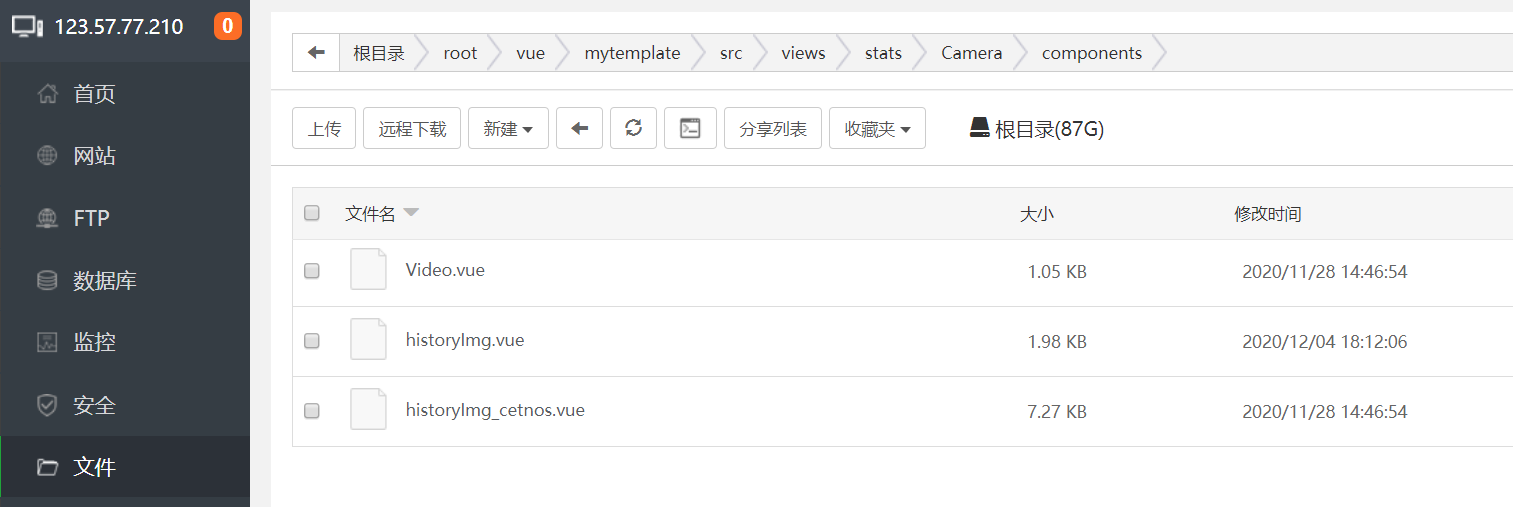 123.57.77.210 0
首页
网站
FTP
数据库
监控
安全
文件
根目录 root vue mytemplate src views stats Camera components
上传 远程下载 新建 分享列表 收藏夹 根目录(87G)
文件名 大小 修改时间
Video.vue 1.05 KB 2020/11/28 14:46:54
historyImg.vue 1.98 KB 2020/12/04 18:12:06
historyImg_cetnos.vue 7.27 KB 2020/11/28 14:46:54